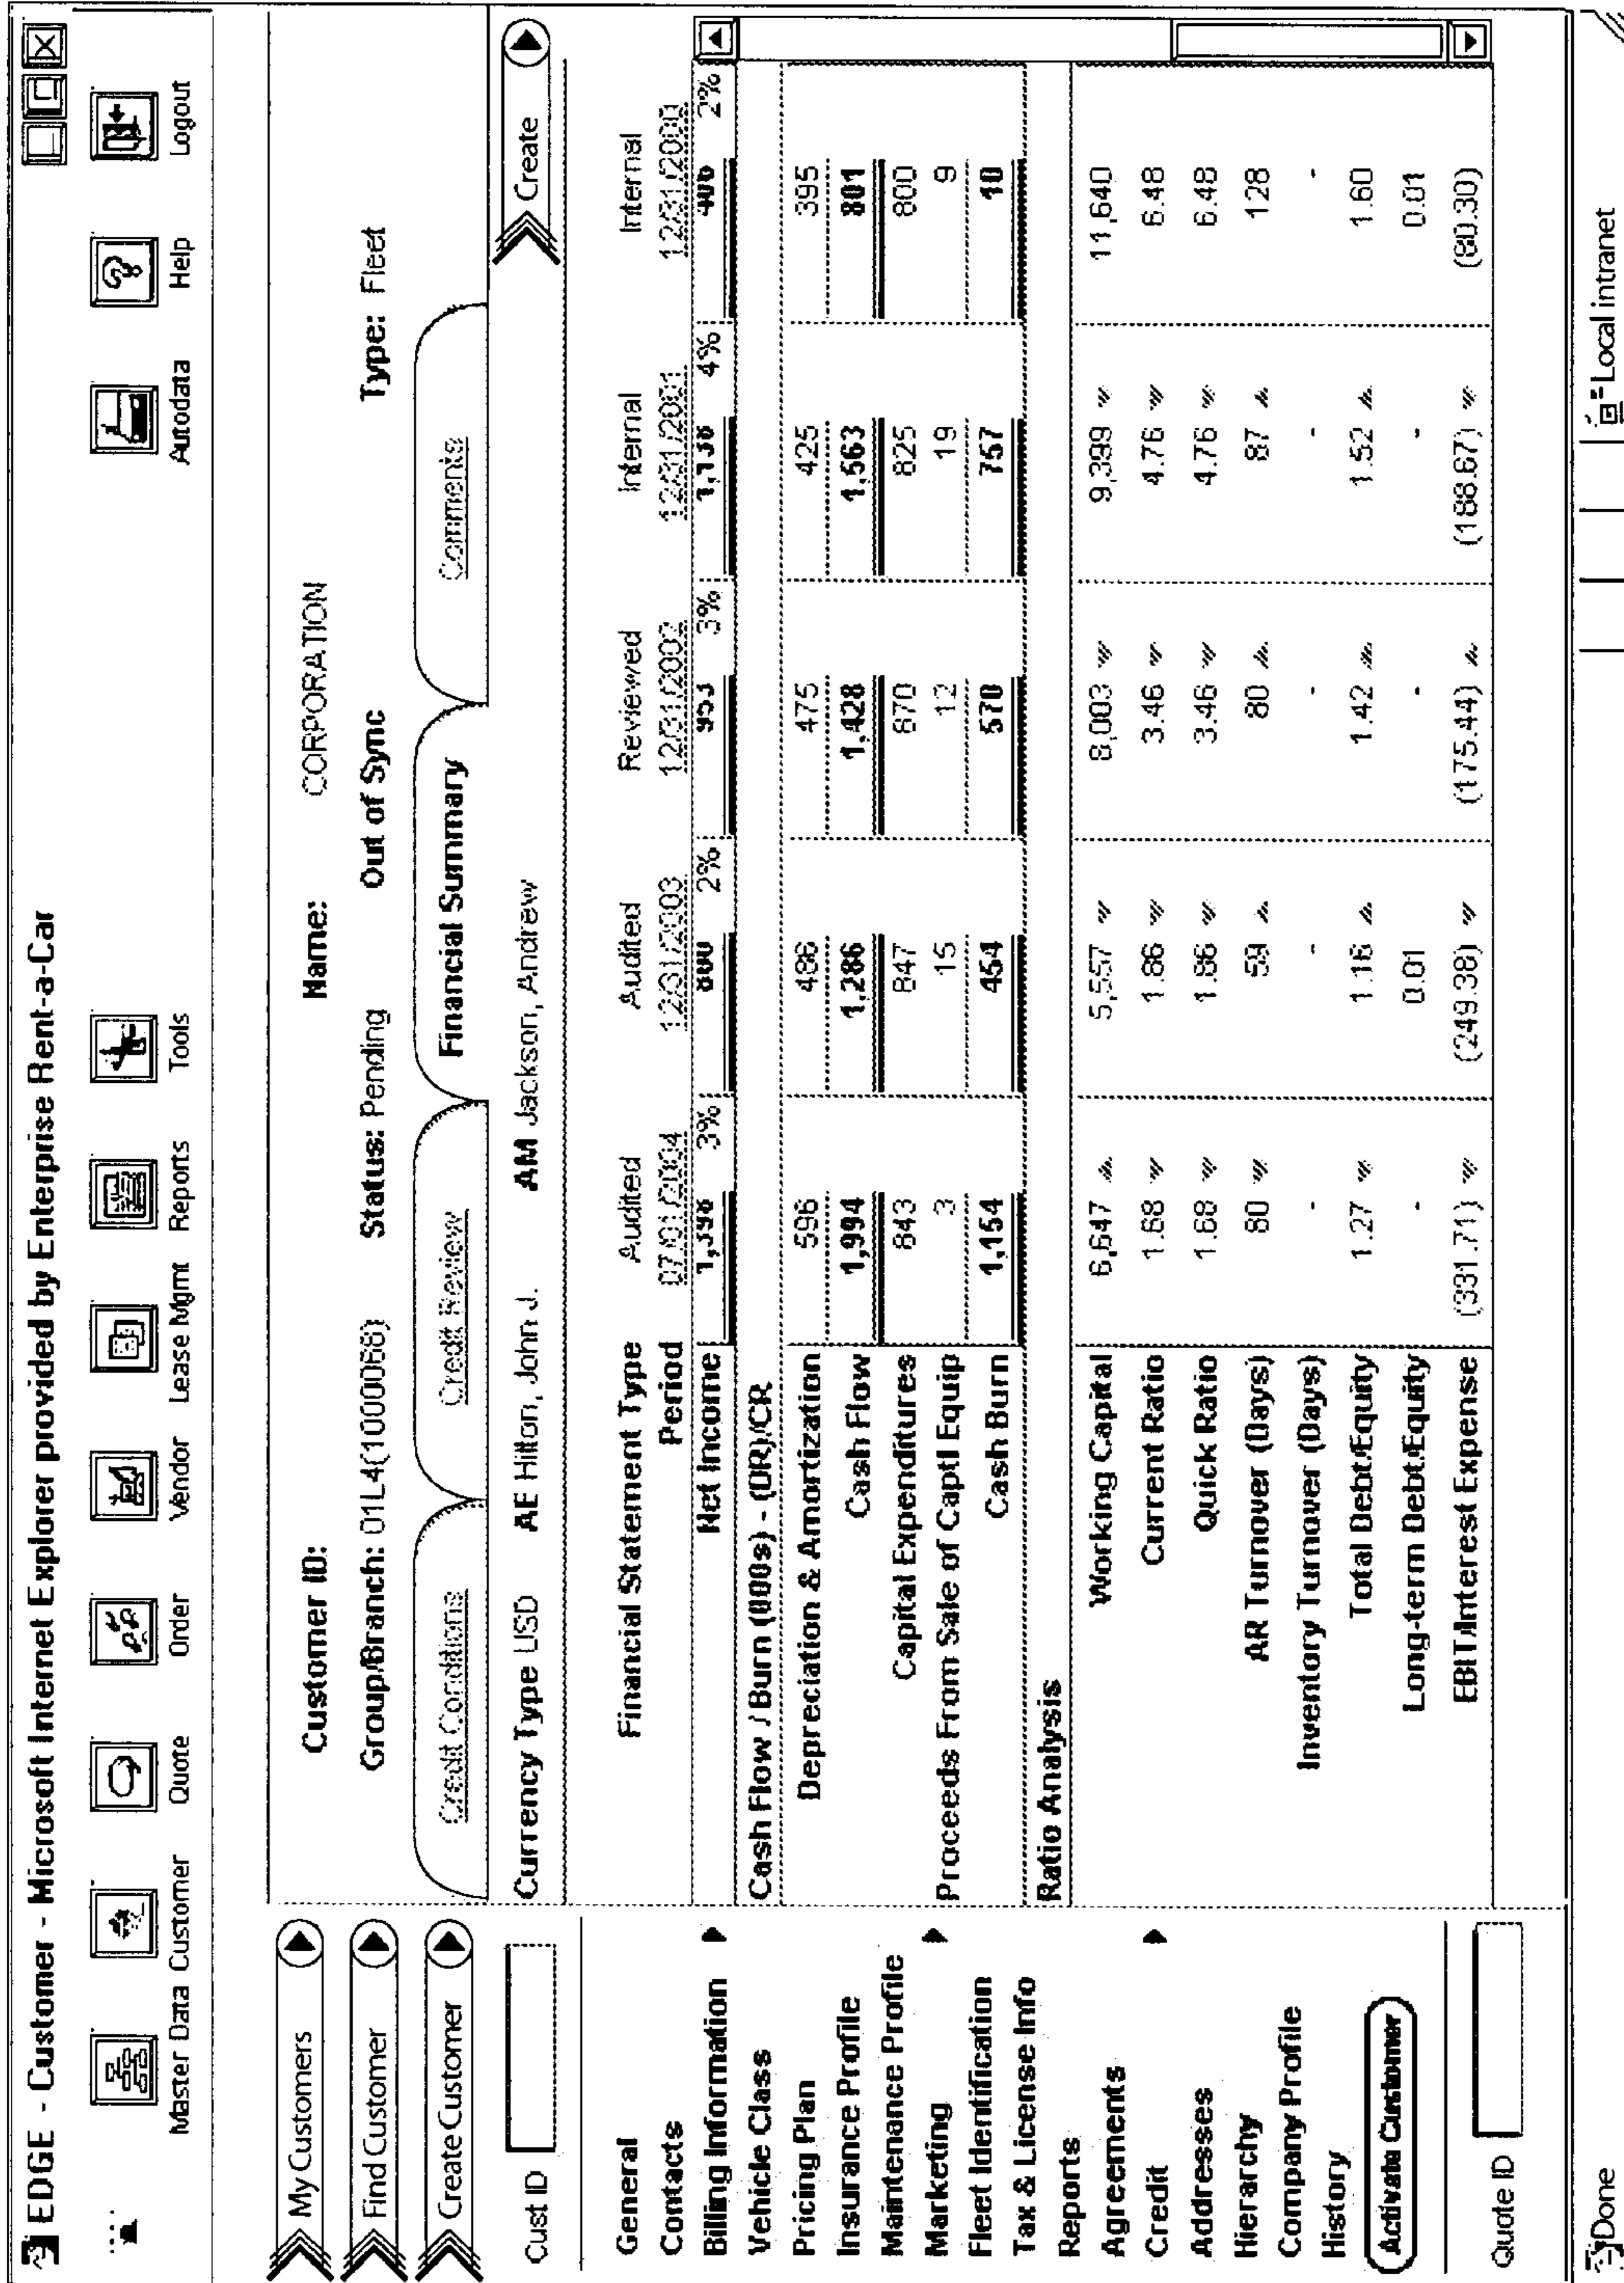 EDGE - Customer - Microsoft Internet Explorer provided by Enterprise Rent-a-Car
Master Data Customer Quote Order Vendor Lease Mgmt Reports Tools Autodata Help Logout
My Customers
Find Customer
Create Customer
Cust ID
General
Contacts
Billing Information
Vehicle Class
Pricing Plan
Insurance Profile
Maintenance Profile
Marketing
Fleet Identification
Tax & License Info
Reports
Agreements
Credit
Addresses
Hierarchy
Company Profile
History
Activate Customer
Quote ID
Customer ID: Name: CORPORATION
Group/Branch: 01L4(1000068) Status: Pending Out of Sync Type: Fleet
Credit Conditions Credit Review Financial Summary Comments
Currency Type USD AE Hilton, John J. AM Jackson, Andrew Create
Financial Statement Type Audited Audited Reviewed Internal Internal
Period 07/01/2004 12/31/2003 12/31/2002 12/31/2001 12/31/2000
Net Income 1,398 3% 800 2% 953 3% 1,138 4% 406 2%
Cash Flow / Burn (000s) - (DR)/CR
Depreciation & Amortization 596 486 475 425 395
Cash Flow 1,994 1,286 1,428 1,563 801
Capital Expenditures 843 847 870 825 800
Proceeds From Sale of Captl Equip 3 15 12 19 9
Cash Burn 1,154 454 570 757 10
Ratio Analysis
Working Capital 6,647 5,557 8,003 9,399 11,640
Current Ratio 1.68 1.86 3.46 4.76 6.48
Quick Ratio 1.68 1.86 3.46 4.76 6.48
AR Turnover (Days) 80 59 80 87 128
Inventory Turnover (Days) - - - - -
Total Debt/Equity 1.27 1.16 1.42 1.52 1.60
Long-term Debt/Equity - 0.01 - - 0.01
EBIT/Interest Expense (331.71) (249.38) (175.44) (188.67) (80.30)
Done Local intranet